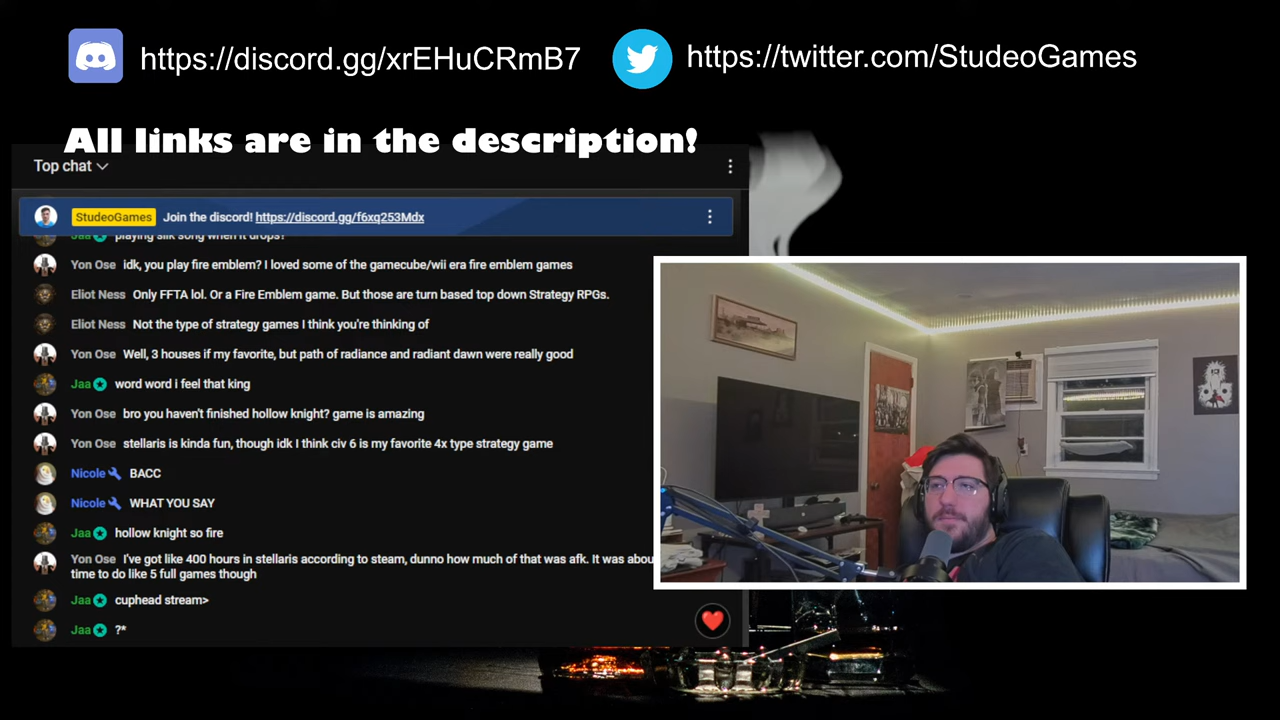 https://discord.gg/xrEHuCRmB7
https://twitter.com/StudeoGames
All links are in the description!
Top chat
StudeoGames Join the discord! https://discord.gg/f6xq253Mdx
Jaa playing silk song when it drops?
Yon Ose idk, you play fire emblem? I loved some of the gamecube/wii era fire emblem games
Eliot Ness Only FFTA lol. Or a Fire Emblem game. But those are turn based top down Strategy RPGs.
Eliot Ness Not the type of strategy games I think you're thinking of
Yon Ose Well, 3 houses if my favorite, but path of radiance and radiant dawn were really good
Jaa word word i feel that king
Yon Ose bro you haven't finished hollow knight? game is amazing
Yon Ose stellaris is kinda fun, though idk I think civ 6 is my favorite 4x type strategy game
Nicole BACC
Nicole WHAT YOU SAY
Jaa hollow knight so fire
Yon Ose I've got like 400 hours in stellaris according to steam, dunno how much of that was afk. It was abou
time to do like 5 full games though
Jaa cuphead stream>
Jaa ?*